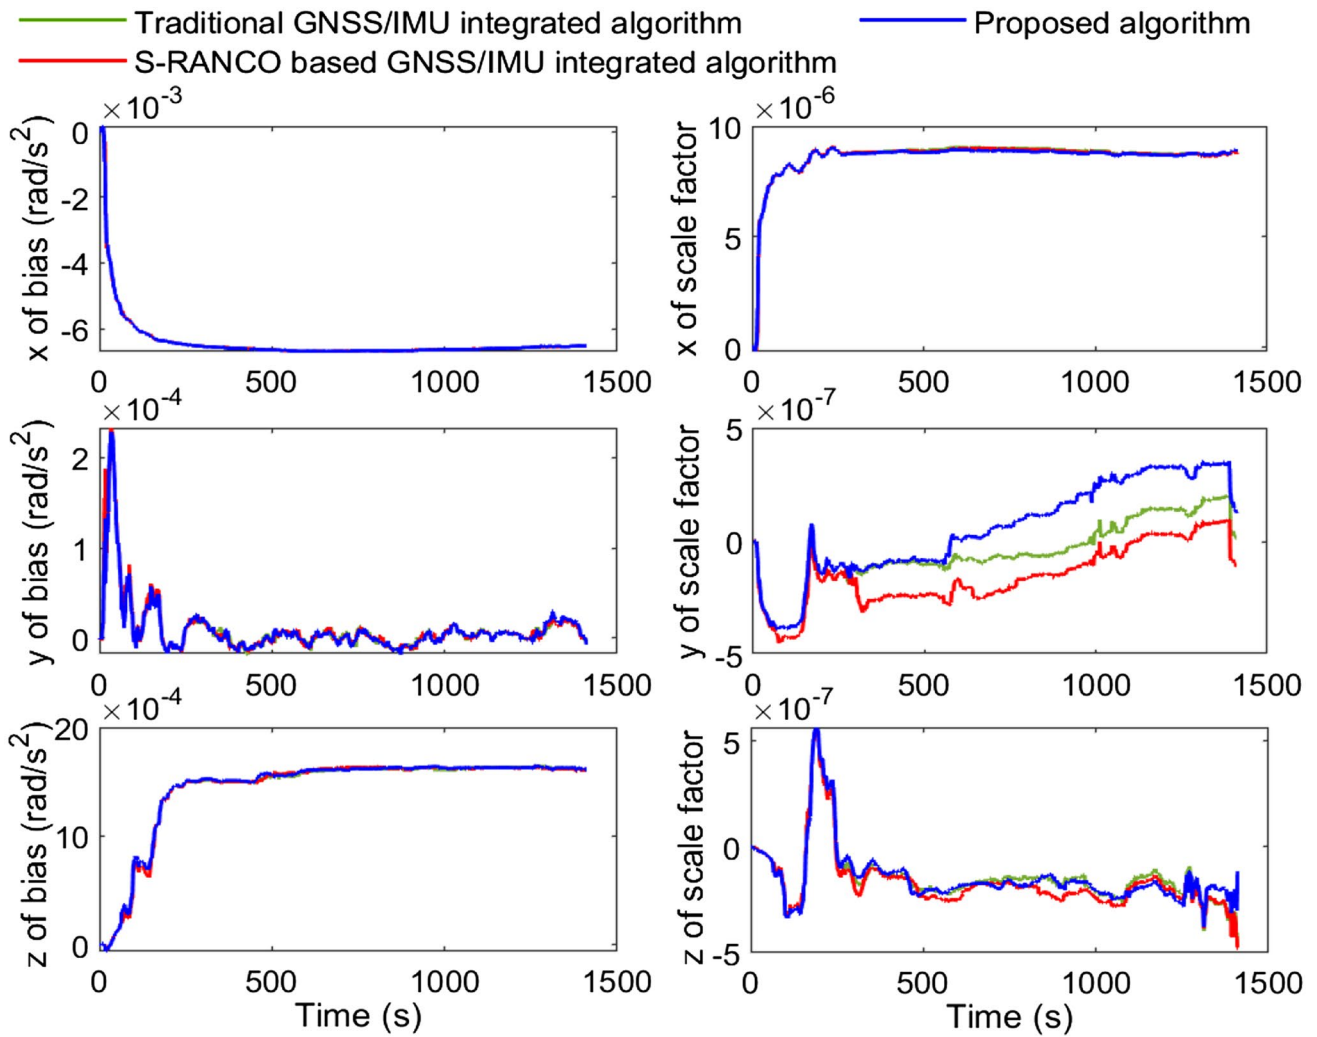 Traditional GNSS/IMU integrated algorithm
Proposed algorithm
S-RANCO based GNSS/IMU integrated algorithm
×10⁻³
x of bias (rad/s²)
0
-2
-4
-6
0 500 1000 1500
×10⁻⁶
x of scale factor
10
5
0
0 500 1000 1500
×10⁻⁴
y of bias (rad/s²)
2
1
0
0 500 1000 1500
×10⁻⁷
y of scale factor
5
0
-5
0 500 1000 1500
×10⁻⁴
z of bias (rad/s²)
20
10
0
0 500 1000 1500
Time (s)
×10⁻⁷
z of scale factor
5
0
-5
0 500 1000 1500
Time (s)